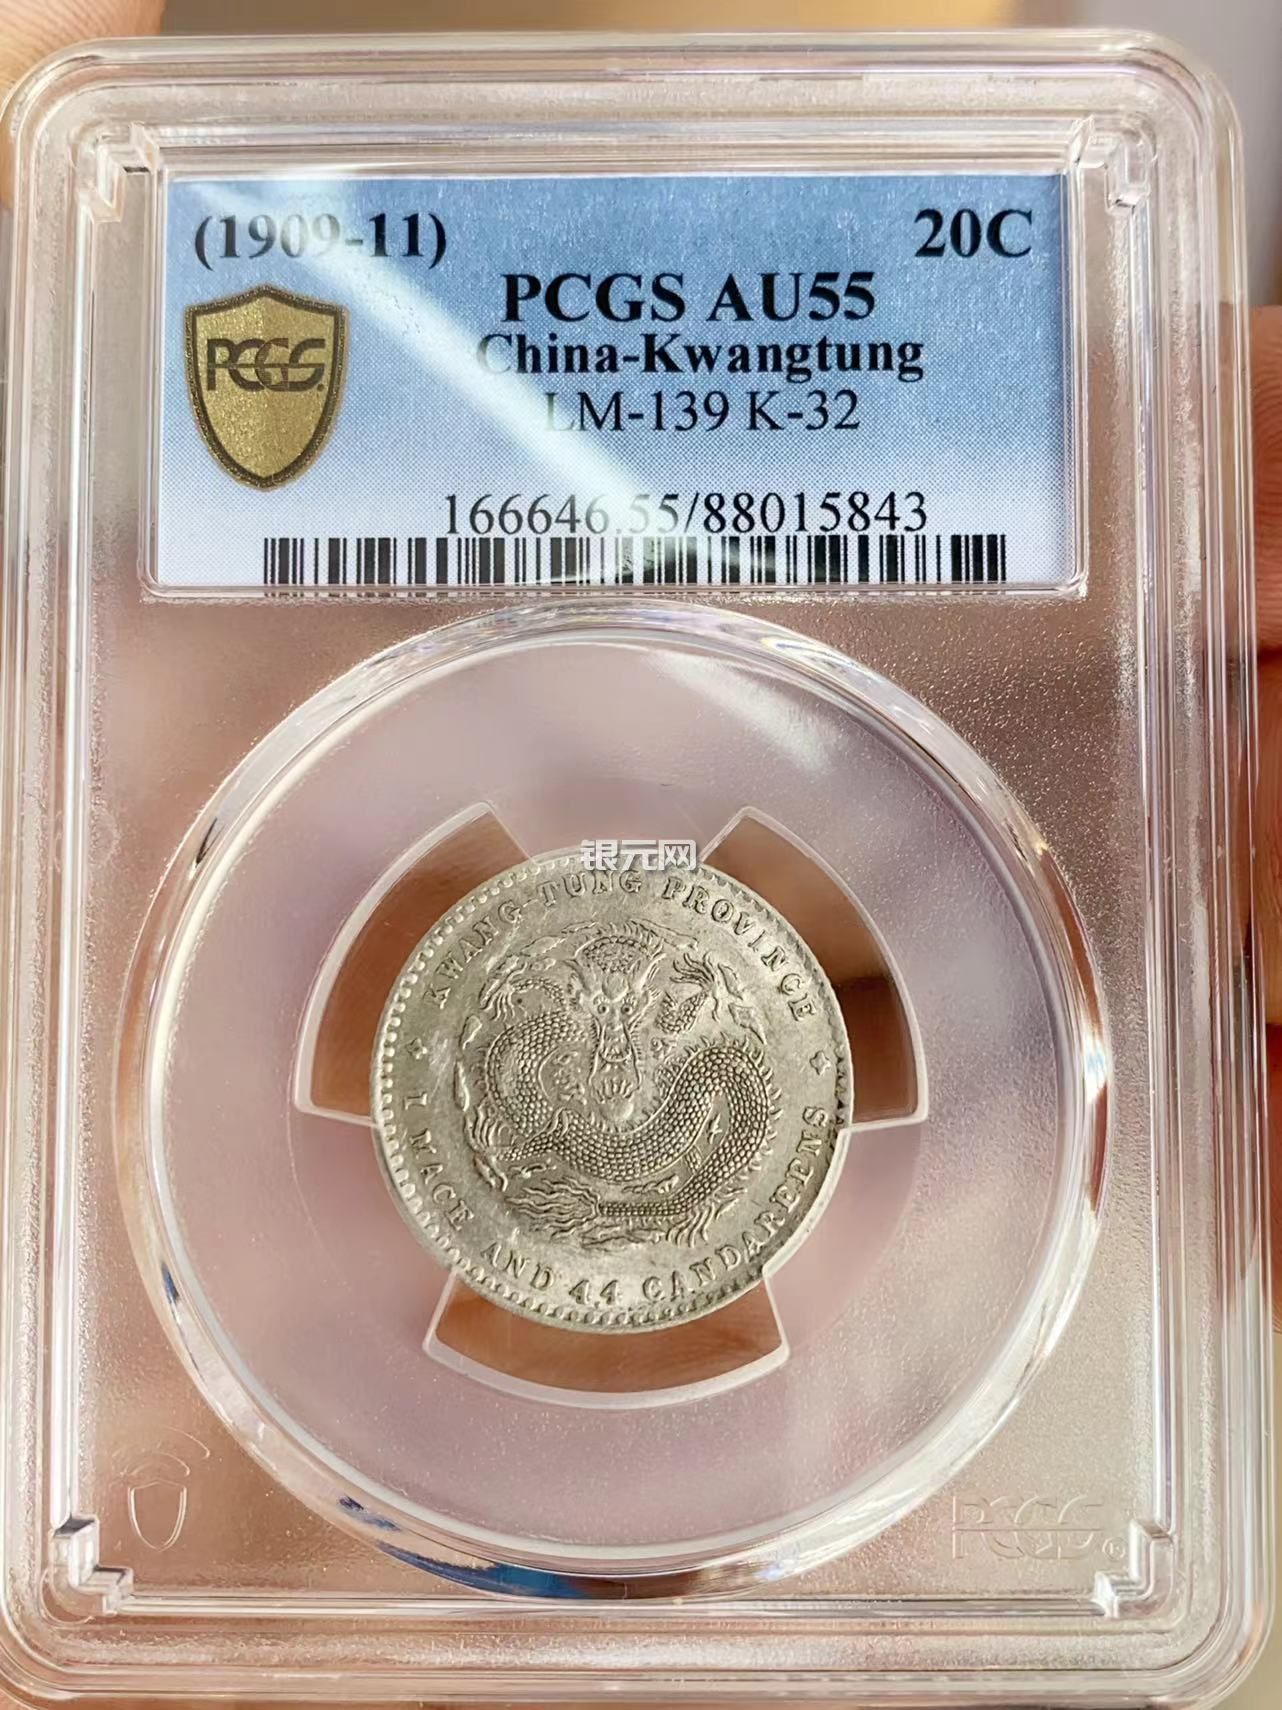 (1909-11) 20C
PCGS AU55
China-Kwangtung
LM-139 K-32
PCGS
166646.55/88015843
银元网
KWANG-TUNG PROVINCE
1 MACE AND 44 CANDAREENS
PCGS